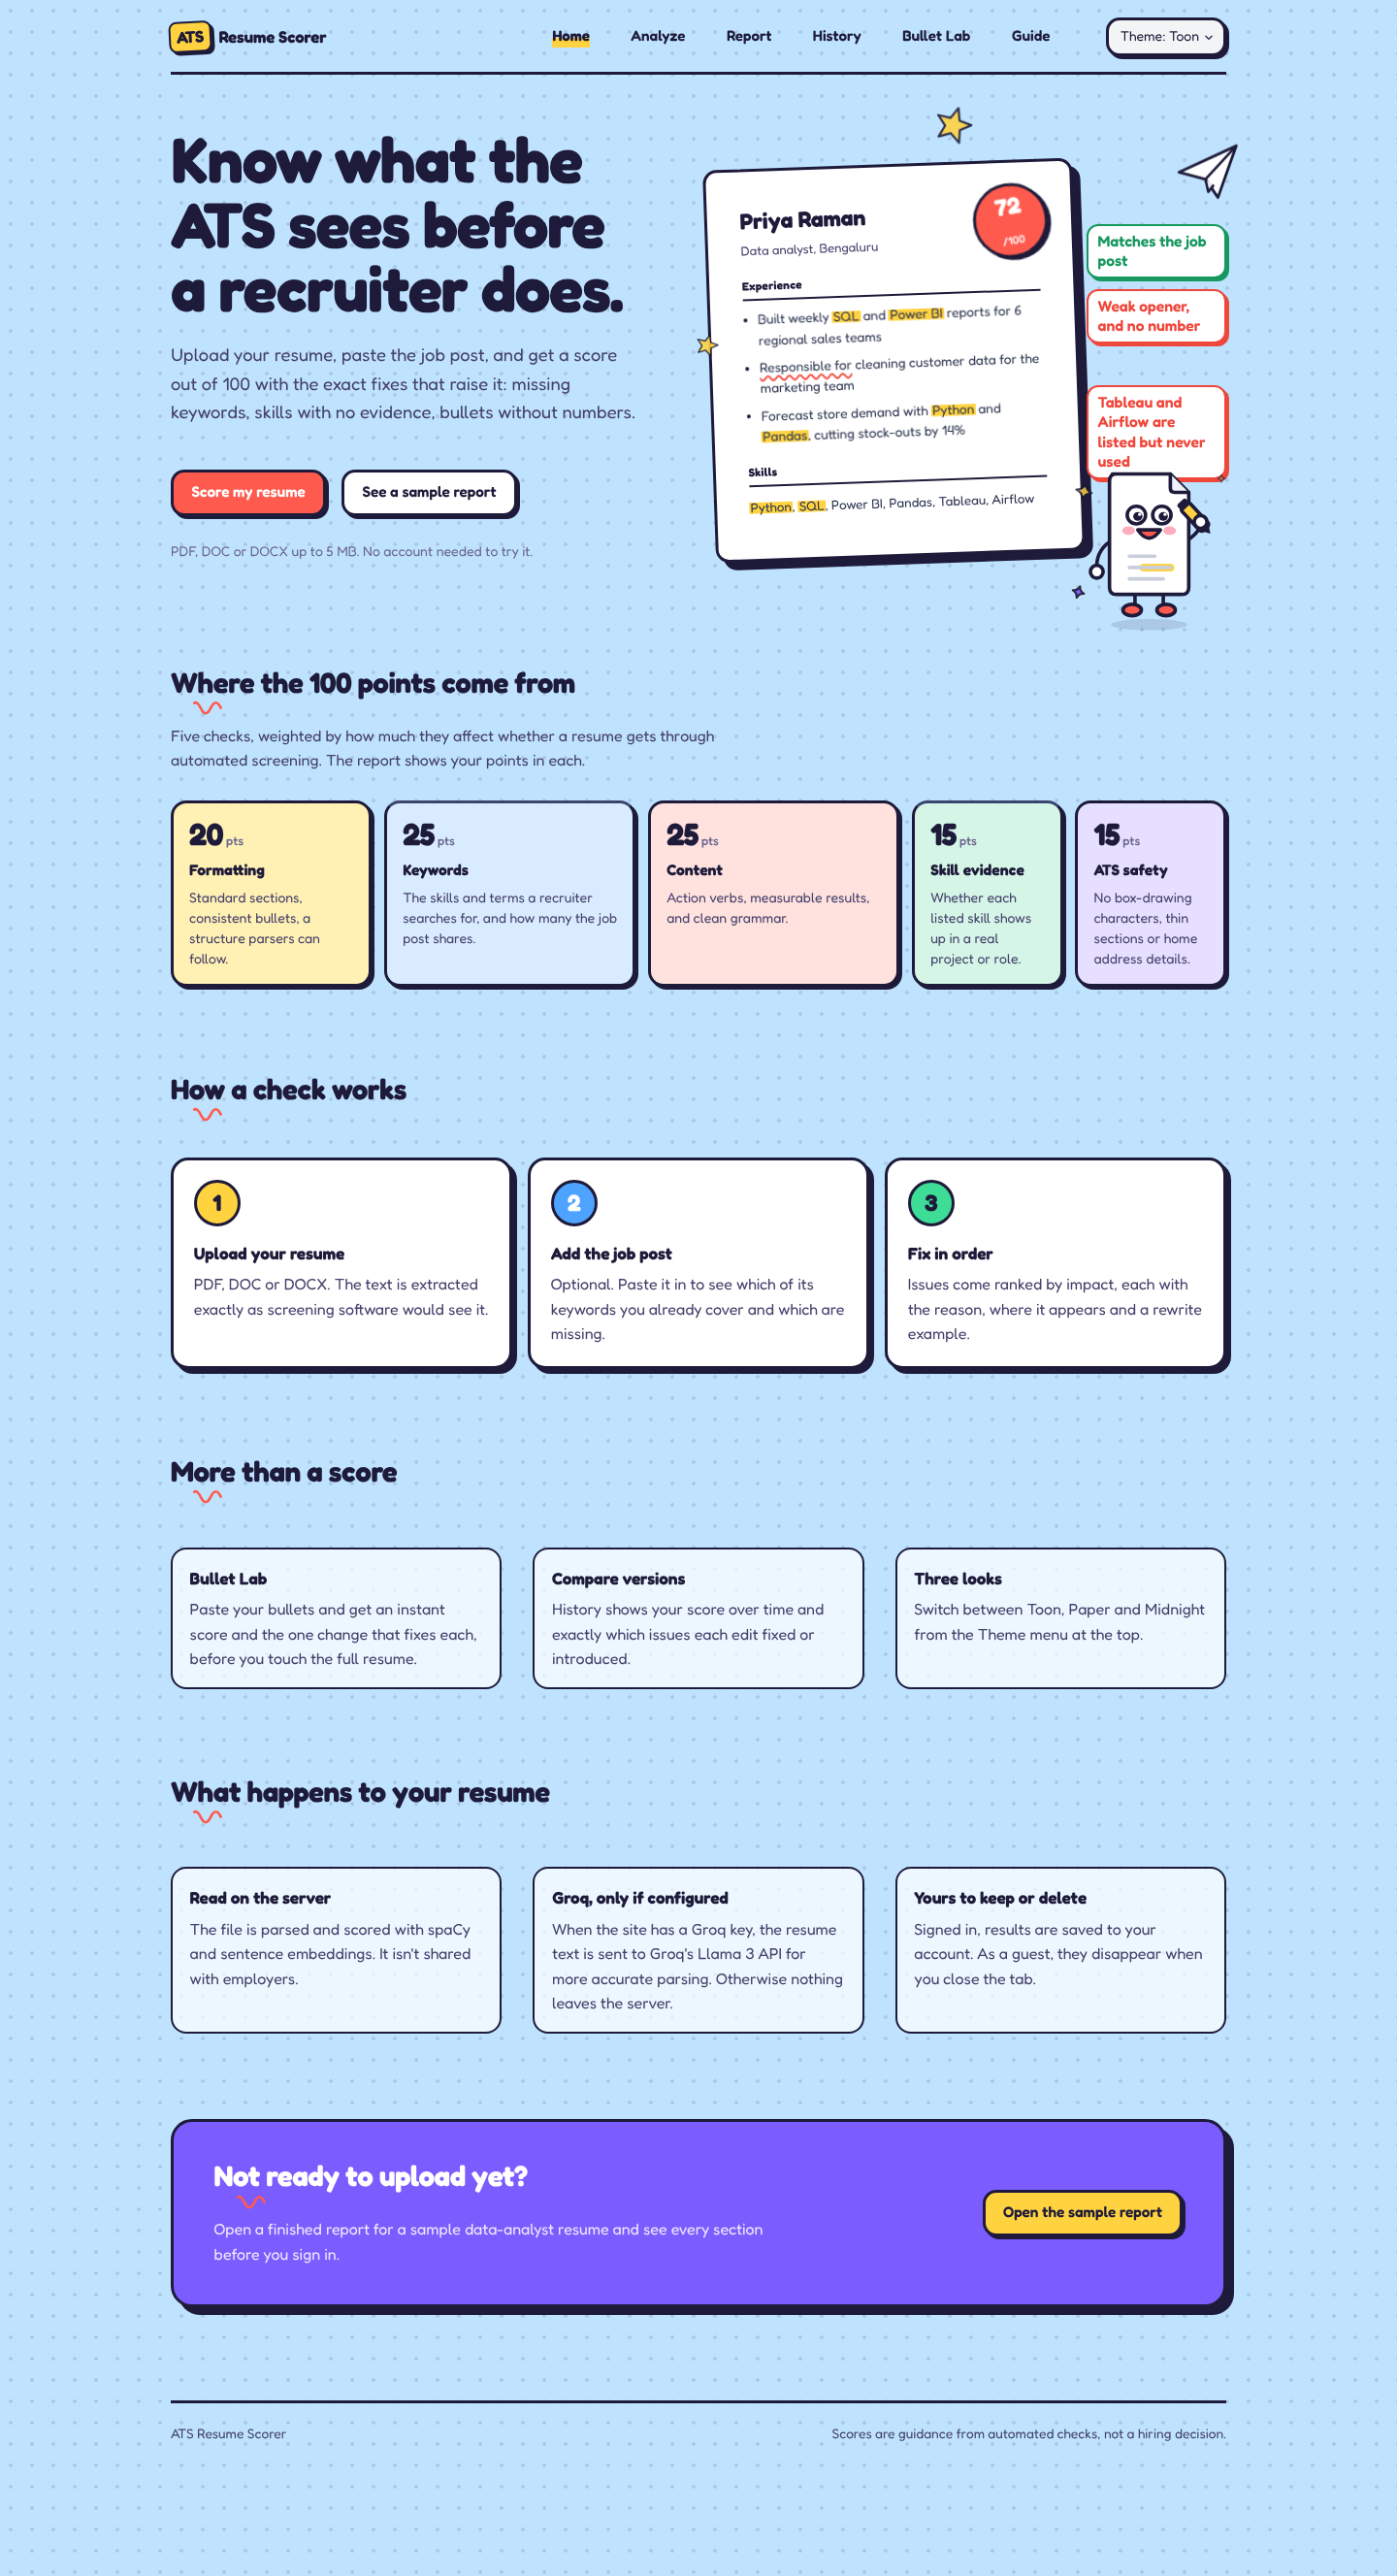 ATS Resume Scorer
Home Analyze Report History Bullet Lab Guide
Theme: Toon
Know what the
ATS sees before
a recruiter does.
Upload your resume, paste the job post, and get a score
out of 100 with the exact fixes that raise it: missing
keywords, skills with no evidence, bullets without numbers.
Score my resume
See a sample report
PDF, DOC or DOCX up to 5 MB. No account needed to try it.
Priya Raman
Data analyst, Bengaluru
72
/100
Experience
• Built weekly SQL and Power BI reports for 6
regional sales teams
• Responsible for cleaning customer data for the
marketing team
• Forecast store demand with Python and
Pandas, cutting stock-outs by 14%
Skills
Python, SQL, Power BI, Pandas, Tableau, Airflow
Matches the job
post
Weak opener,
and no number
Tableau and
Airflow are
listed but never
used
Where the 100 points come from
Five checks, weighted by how much they affect whether a resume gets through
automated screening. The report shows your points in each.
20 pts
Formatting
Standard sections,
consistent bullets, a
structure parsers can
follow.
25 pts
Keywords
The skills and terms a recruiter
searches for, and how many the job
post shares.
25 pts
Content
Action verbs, measurable results,
and clean grammar.
15 pts
Skill evidence
Whether each
listed skill shows
up in a real
project or role.
15 pts
ATS safety
No box-drawing
characters, thin
sections or home
address details.
How a check works
1
Upload your resume
PDF, DOC or DOCX. The text is extracted
exactly as screening software would see it.
2
Add the job post
Optional. Paste it in to see which of its
keywords you already cover and which are
missing.
3
Fix in order
Issues come ranked by impact, each with
the reason, where it appears and a rewrite
example.
More than a score
Bullet Lab
Paste your bullets and get an instant
score and the one change that fixes each,
before you touch the full resume.
Compare versions
History shows your score over time and
exactly which issues each edit fixed or
introduced.
Three looks
Switch between Toon, Paper and Midnight
from the Theme menu at the top.
What happens to your resume
Read on the server
The file is parsed and scored with spaCy
and sentence embeddings. It isn't shared
with employers.
Groq, only if configured
When the site has a Groq key, the resume
text is sent to Groq's Llama 3 API for
more accurate parsing. Otherwise nothing
leaves the server.
Yours to keep or delete
Signed in, results are saved to your
account. As a guest, they disappear when
you close the tab.
Not ready to upload yet?
Open a finished report for a sample data-analyst resume and see every section
before you sign in.
Open the sample report
ATS Resume Scorer
Scores are guidance from automated checks, not a hiring decision.